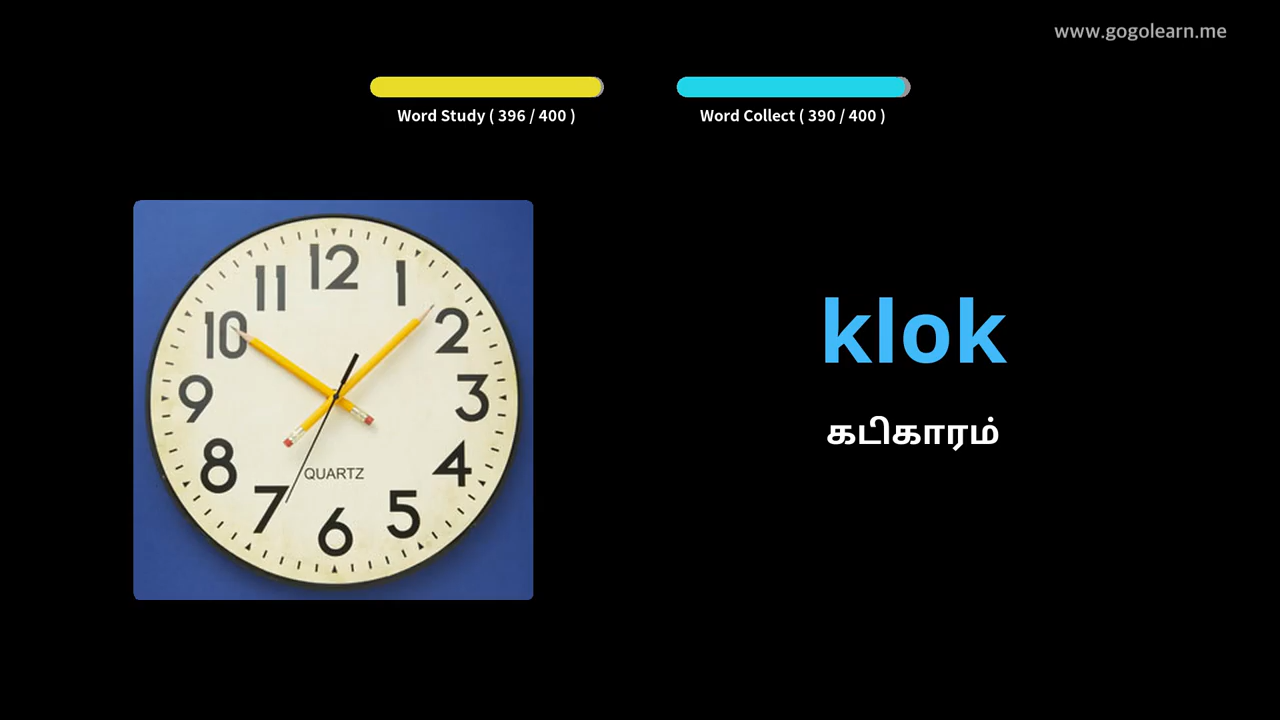 www.gogolearn.me
Word Study ( 396 / 400 )
Word Collect ( 390 / 400 )
12
11
1
10
2
9
3
8
4
QUARTZ
7
5
6
klok
கடிகாரம்